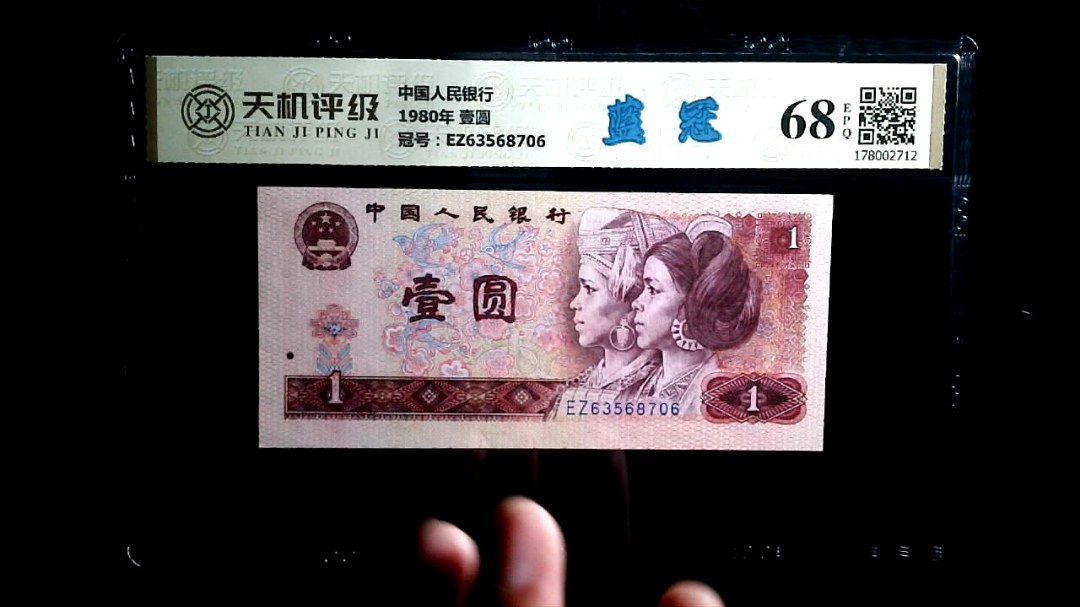 天机评级
TIAN JI PING JI
中国人民银行
1980年 壹圆
冠号：EZ63568706
蓝冠
68
EPQ
178002712
中国人民银行
1
壹圆
1
EZ63568706
1